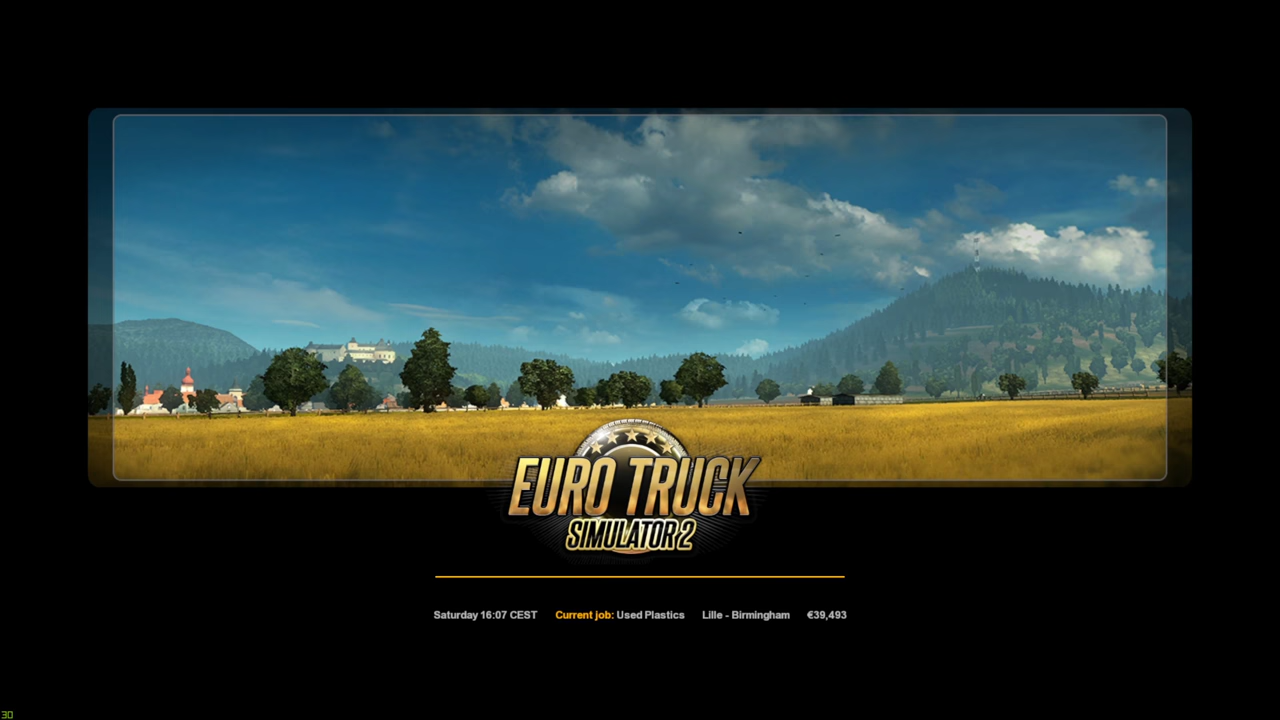 EURO TRUCK
SIMULATOR 2
Saturday 16:07 CEST Current job: Used Plastics Lille - Birmingham €39,493
30